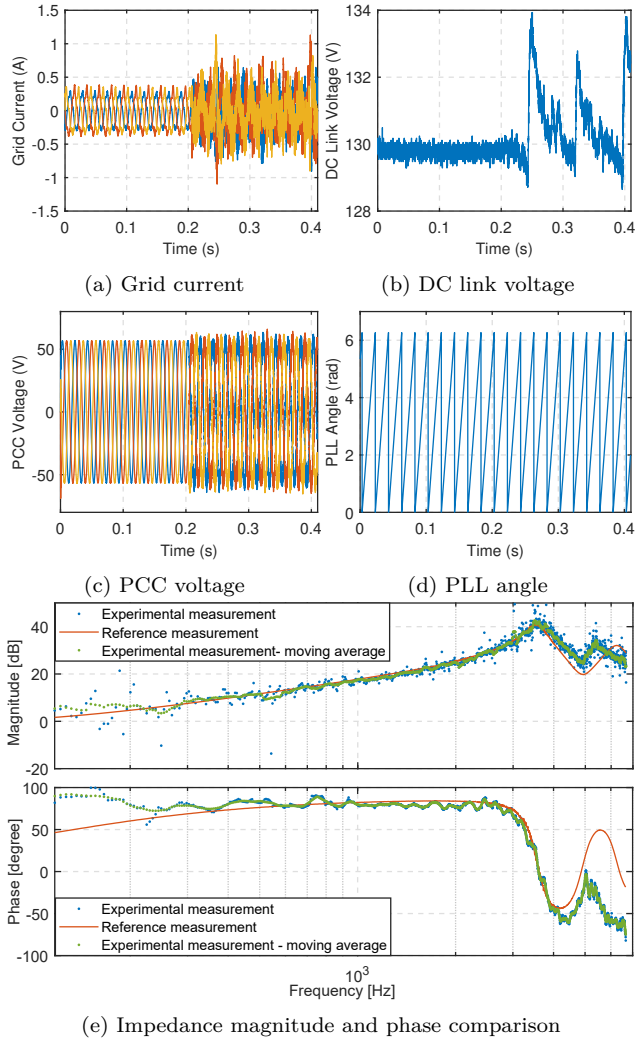 1.5
1
0.5
0
-0.5
-1
-1.5
Grid Current (A)
0 0.1 0.2 0.3 0.4
Time (s)
(a) Grid current
134
132
130
128
DC Link Voltage (V)
0 0.1 0.2 0.3 0.4
Time (s)
(b) DC link voltage
50
0
-50
PCC Voltage (V)
0 0.1 0.2 0.3 0.4
Time (s)
(c) PCC voltage
6
4
2
0
PLL Angle (rad)
0 0.1 0.2 0.3 0.4
Time (s)
(d) PLL angle
Experimental measurement
Reference measurement
Experimental measurement- moving average
40
20
0
-20
Magnitude [dB]
100
50
0
-50
-100
Phase [degree]
Experimental measurement
Reference measurement
Experimental measurement - moving average
10³
Frequency [Hz]
(e) Impedance magnitude and phase comparison